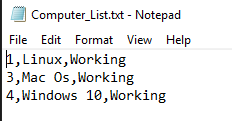 Computer_List.txt - Notepad
File Edit Format View Help
1,Linux,Working
3,Mac Os,Working
4,Windows 10,Working